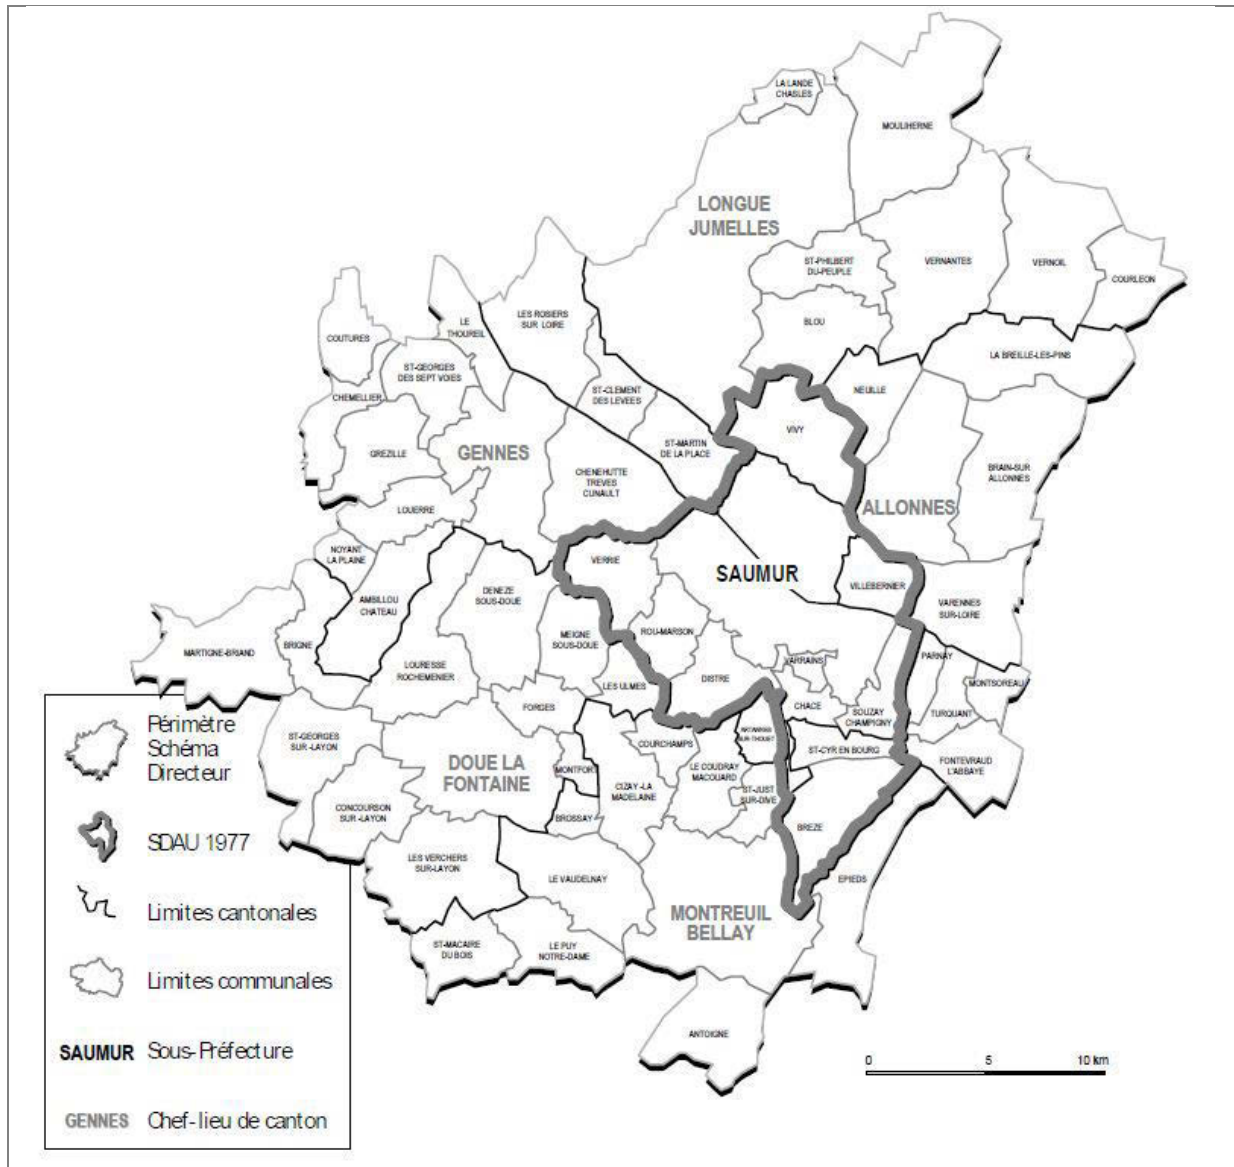 LA LANDE
CHASLES
MOULIHERNE
LONGUE
JUMELLES
ST-PHILBERT
DU-PEUPLE
VERNANTES
VERNOIL
COURLEON
BLOU
LES ROSIERS
SUR LOIRE
LE
THOUREIL
COUTURES
ST-GEORGES
DES SEPT VOIES
CHEMELLIER
LA BREILLE-LES-PINS
NEUILLE
ST-CLEMENT
DES LEVEES
VIVY
ST-MARTIN
DE LA PLACE
GREZILLE
GENNES
CHENEHUTTE
TREVES
CUNAULT
BRAIN-SUR
ALLONNES
ALLONNES
LOUERRE
NOYANT
LA PLAINE
VERRIE
SAUMUR
VILLEBERNIER
AMBILLOU
CHATEAU
DENEZE
SOUS-DOUE
VARENNES
SUR-LOIRE
MEIGNE
SOUS-DOUE
ROU-MARSON
MARTIGNE-BRIAND
BRIGNE
LOURESSE
ROCHEMENIER
VARRAINS
PARNAY
DISTRE
MONTSOREAU
LES ULMES
FORGES
CHACE
SOUZAY
CHAMPIGNY
TURQUANT
ST-GEORGES
SUR-LAYON
COURCHAMPS
SUR-THOUET
ST-CYR EN BOURG
FONTEVRAUD
L'ABBAYE
DOUE LA
FONTAINE
MONTFORT
CIZAY-LA
MADELAINE
LE COUDRAY
MACOUARD
ST-JUST
SUR-DIVE
CONCOURSON
SUR-LAYON
BROSSAY
BREZE
LES VERCHERS
SUR-LAYON
LE VAUDELNAY
EPIEDS
MONTREUIL
BELLAY
ST-MACAIRE
DU BOIS
LE PUY
NOTRE-DAME
ANTOIGNE
Périmètre
Schéma
Directeur
SDAU 1977
Limites cantonales
Limites communales
SAUMUR Sous-Préfecture
GENNES Chef-lieu de canton
0 5 10 km